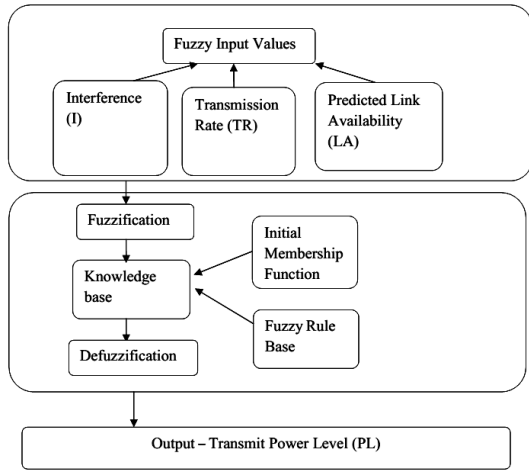 Fuzzy Input Values
Interference
(I)
Transmission
Rate (TR)
Predicted Link
Availability
(LA)
Fuzzification
Initial
Membership
Function
Knowledge
base
Fuzzy Rule
Base
Defuzzification
Output – Transmit Power Level (PL)